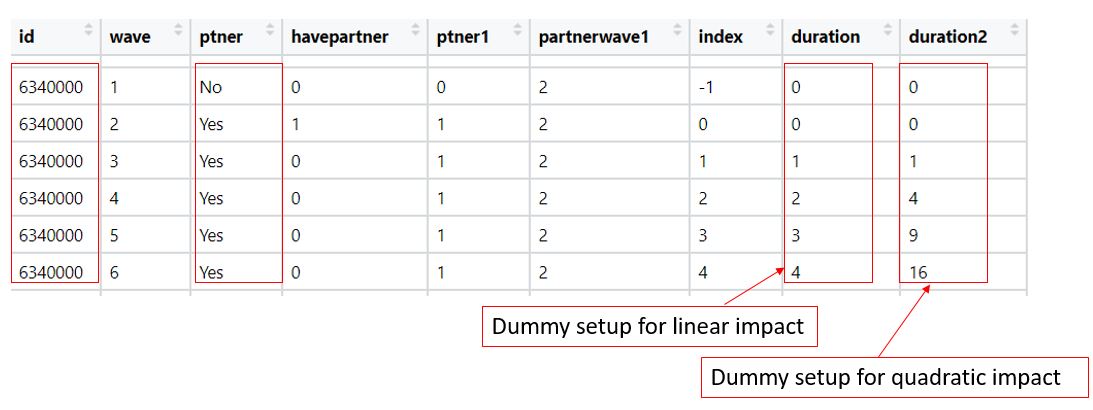 id wave ptner havepartner ptner1 partnerwave1 index duration duration2
6340000 1 No 0 0 2 -1 0 0
6340000 2 Yes 1 1 2 0 0 0
6340000 3 Yes 0 1 2 1 1 1
6340000 4 Yes 0 1 2 2 2 4
6340000 5 Yes 0 1 2 3 3 9
6340000 6 Yes 0 1 2 4 4 16
Dummy setup for linear impact
Dummy setup for quadratic impact